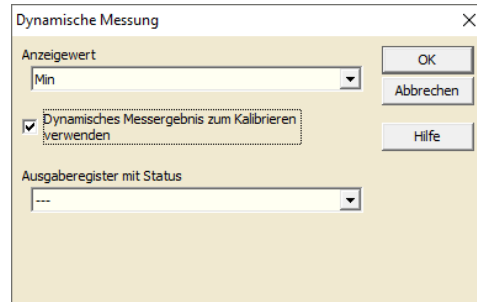 Dynamische Messung
Anzeigewert
Min
OK
Abbrechen
Dynamisches Messergebnis zum Kalibrieren
verwenden
Hilfe
Ausgaberegister mit Status
---